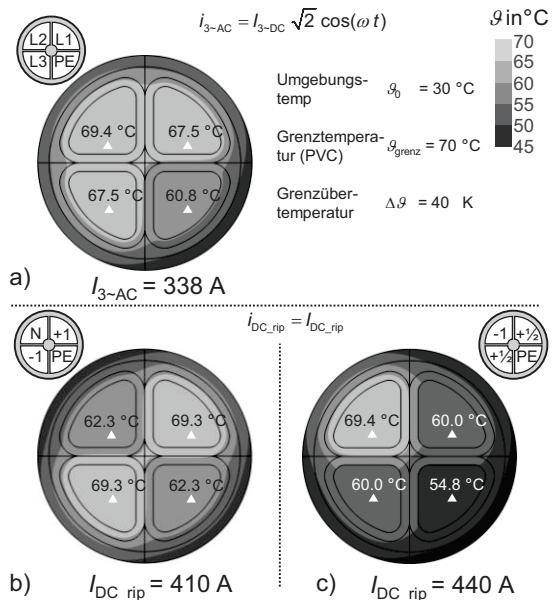 i3~AC = I3~DC √2 cos(ω t)
ϑ in °C
70
65
60
55
50
45
L2 L1
L3 PE
Umgebungs-
temp ϑ0 = 30 °C
Grenztempera-
tur (PVC) ϑgrenz = 70 °C
Grenzüber-
temperatur Δϑ = 40 K
69.4 °C 67.5 °C
67.5 °C 60.8 °C
a) I3~AC = 338 A
iDC_rip = IDC_rip
N +1
-1 PE
62.3 °C 69.3 °C
69.3 °C 62.3 °C
b) IDC_rip = 410 A
-1 +½
+½ PE
69.4 °C 60.0 °C
60.0 °C 54.8 °C
c) IDC_rip = 440 A